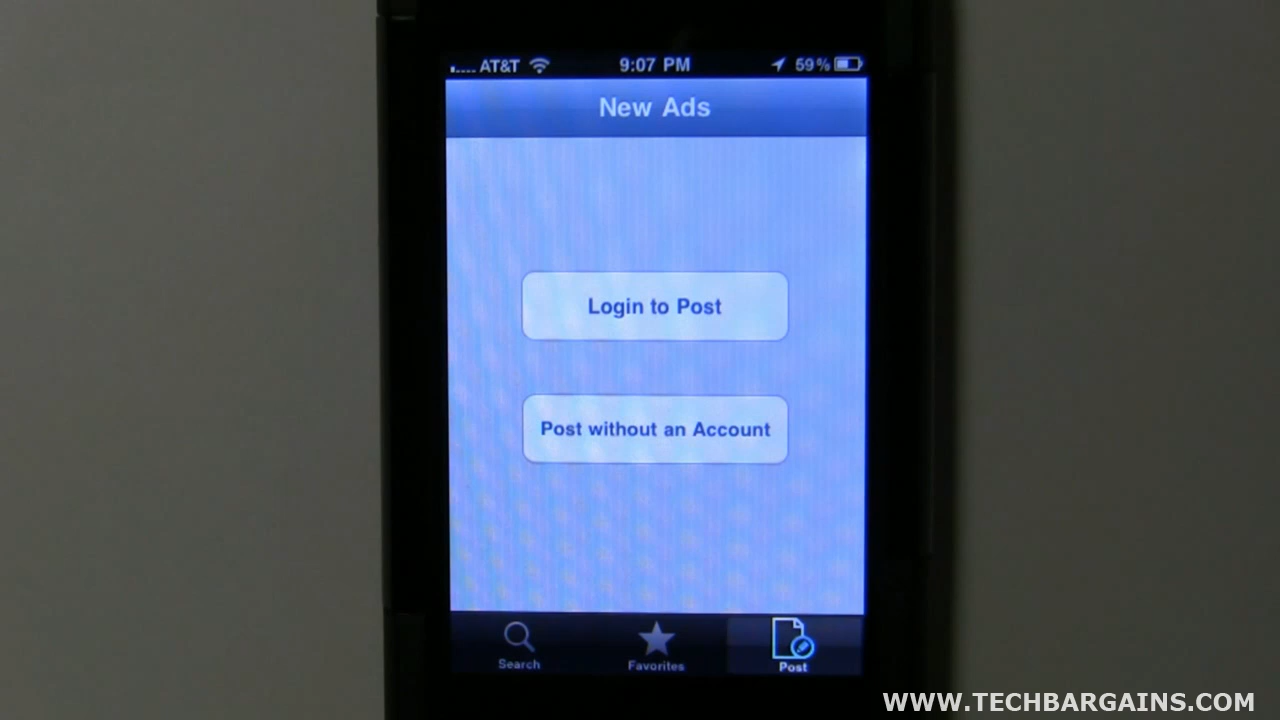 AT&T 9:07 PM 59%
New Ads
Login to Post
Post without an Account
Search Favorites Post
WWW.TECHBARGAINS.COM